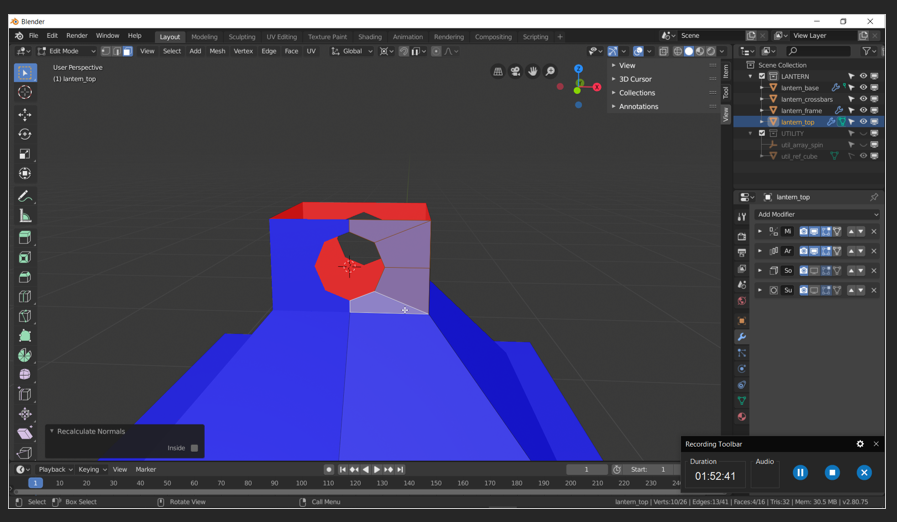 Blender
File Edit Render Window Help Layout Modeling Sculpting UV Editing Texture Paint Shading Animation Rendering Compositing Scripting + Scene View Layer
Edit Mode View Select Add Mesh Vertex Edge Face UV Global
User Perspective
(1) lantern_top
View
3D Cursor
Collections
Annotations
Item
Tool
View
Scene Collection
LANTERN
lantern_base
lantern_crossbars
lantern_frame
lantern_top
UTILITY
util_array_spin
util_ref_cube
lantern_top
Add Modifier
Mi
Ar
So
Su
Recalculate Normals
Inside
Recording Toolbar
Duration Audio
01:52:41
Playback Keying View Marker 1 Start: 1
1 10 20 30 40 50 60 70 80 90 100 110 120 130 140 150 160 170 180 190 200 210 220 230
Select Box Select Rotate View Call Menu lantern_top | Verts:10/26 | Edges:13/41 | Faces:4/16 | Tris:32 | Mem: 30.5 MB | v2.80.75